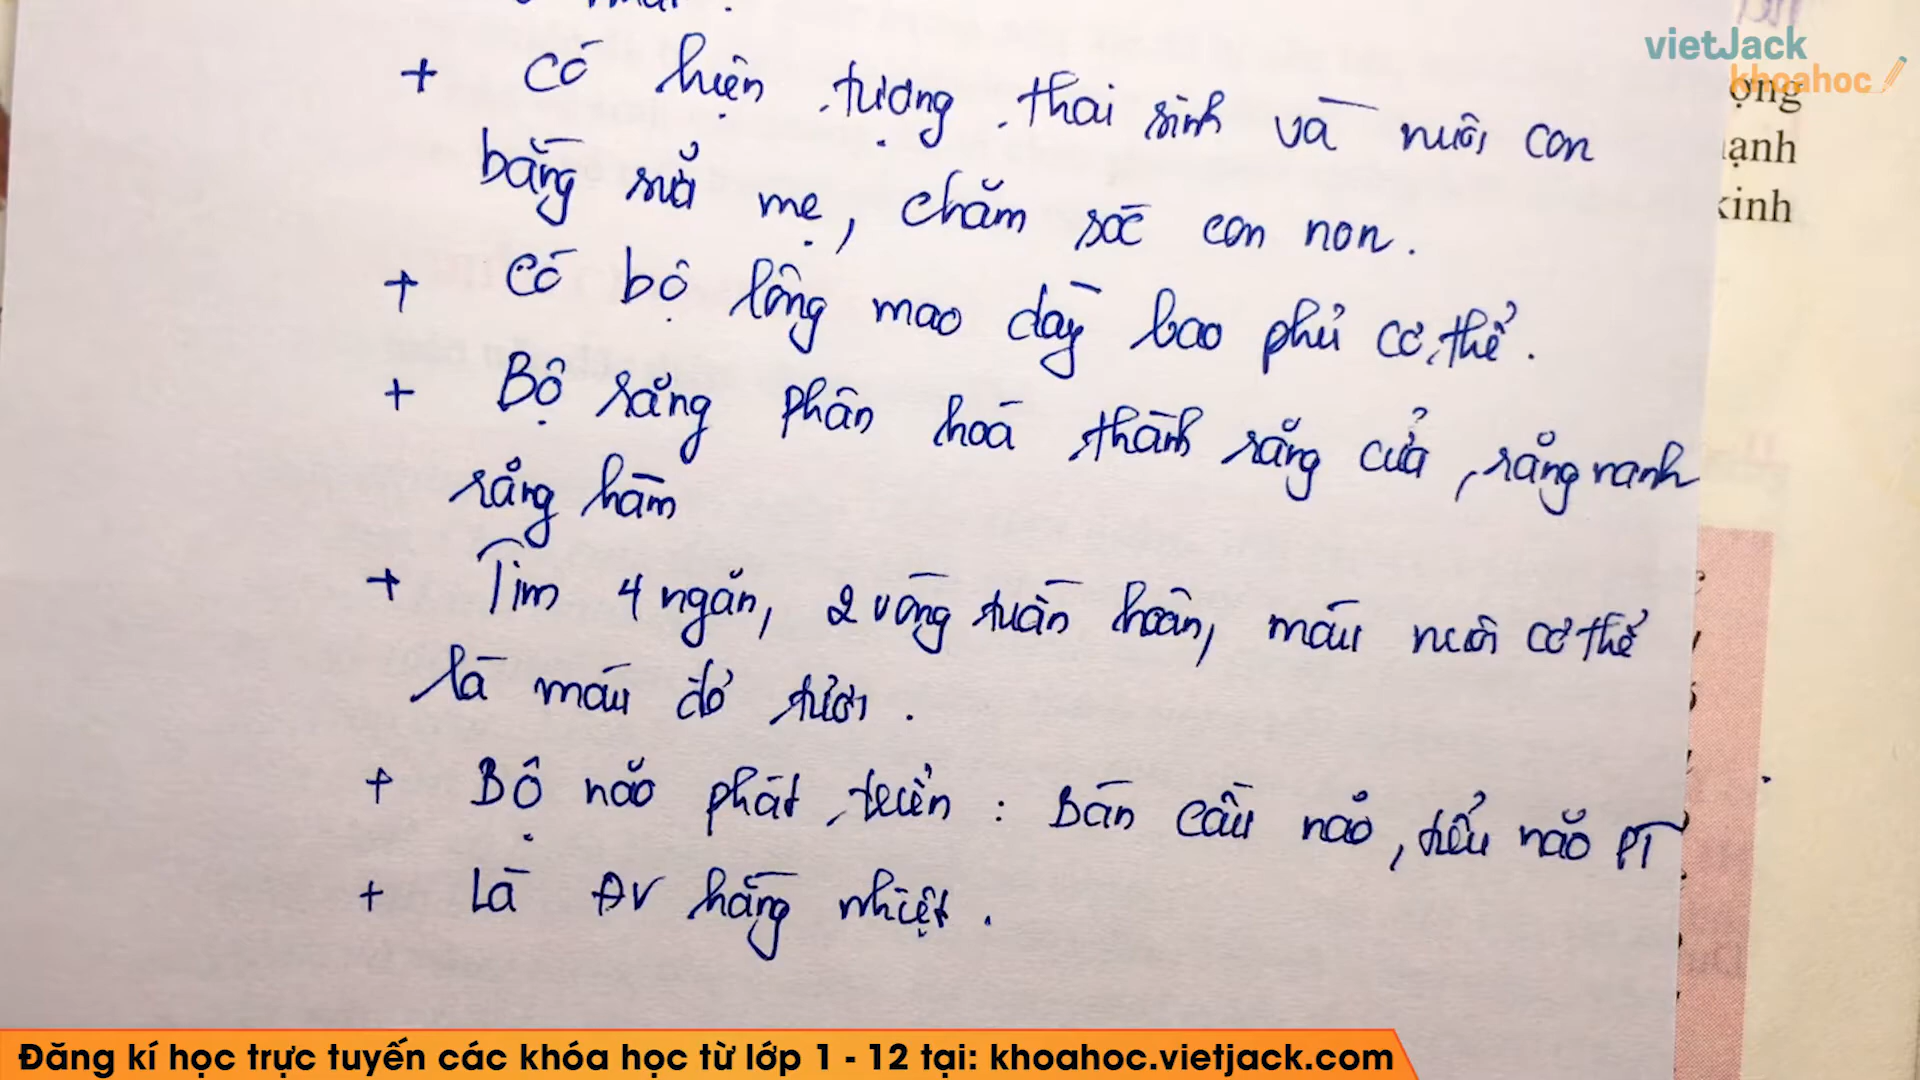 vietJack
khoahoc
+ Có hiện tượng thai sinh và nuôi con
bằng sữa mẹ, chăm sóc con non.
+ Có bộ lông mao dày bao phủ cơ thể.
+ Bộ răng phân hoá thành răng cửa, răng nanh
răng hàm
+ Tim 4 ngăn, 2 vòng tuần hoàn, máu nuôi cơ thể
là máu đỏ tươi.
+ Bộ não phát triển: Bán cầu não, tiểu não PT
+ Là ĐV hằng nhiệt.
kinh
Đăng kí học trực tuyến các khóa học từ lớp 1 - 12 tại: khoahoc.vietjack.com